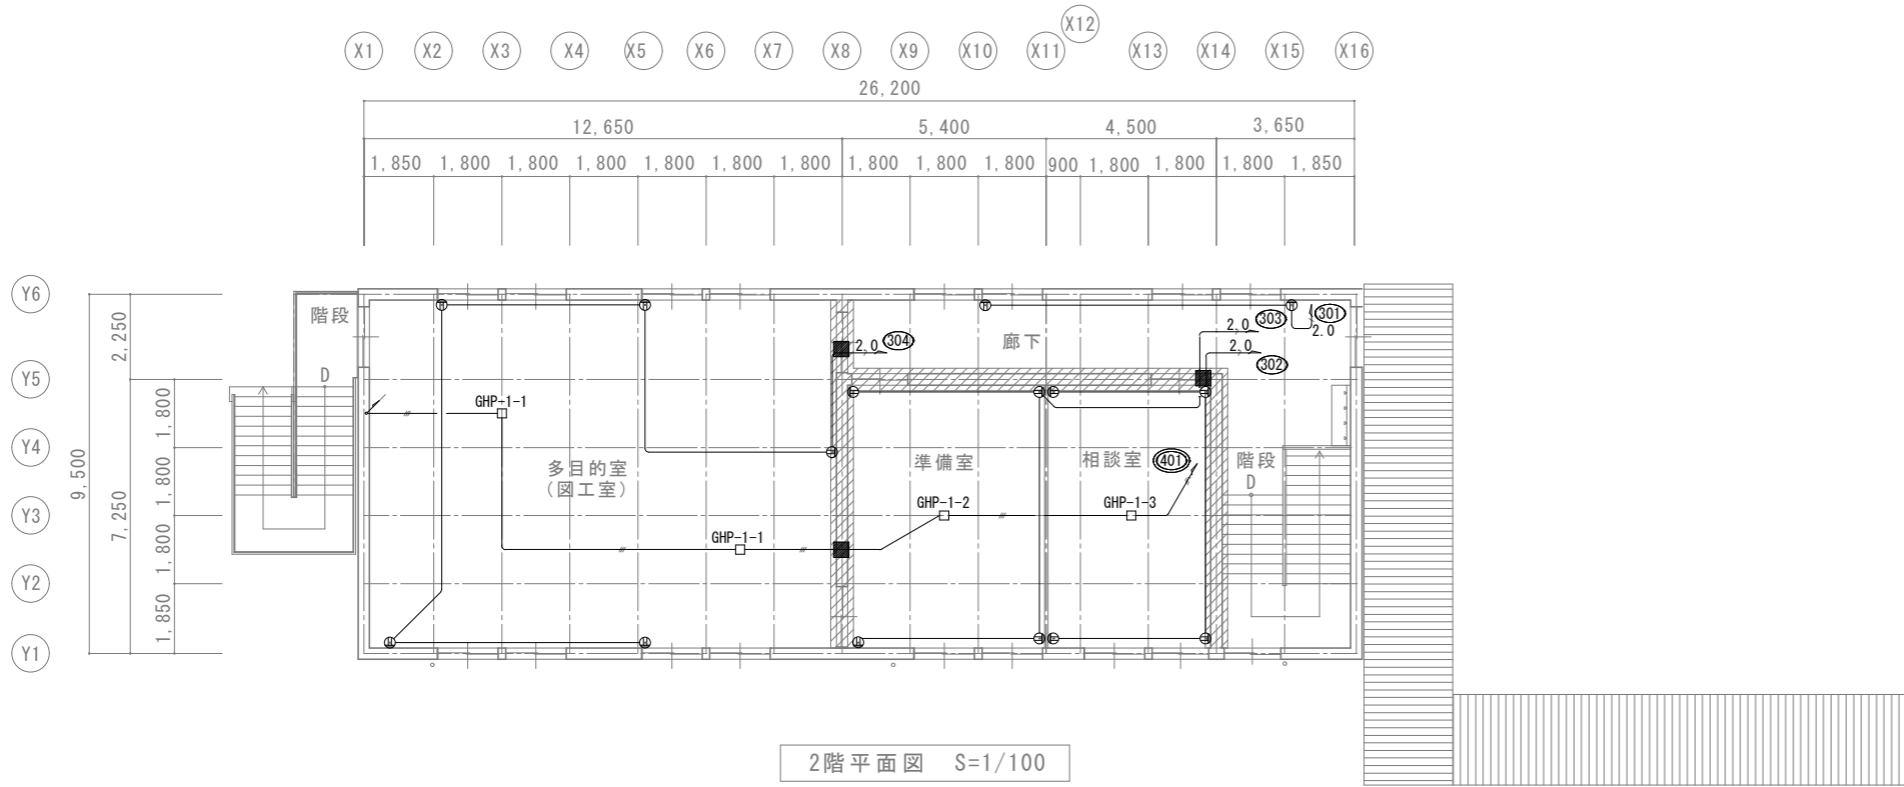 X12
X1 X2 X3 X4 X5 X6 X7 X8 X9 X10 X11 X13 X14 X15 X16
26,200
12,650 5,400 4,500 3,650
1,850 1,800 1,800 1,800 1,800 1,800 1,800 1,800 1,800 1,800 900 1,800 1,800 1,800 1,850
Y6
Y5
Y4
Y3
Y2
Y1
9,500
2,250
7,250
1,800
1,800
1,800
1,850
階段
D
GHP-1-1
多目的室
(図工室)
GHP-1-1
2.0 304
廊下
2.0 303
301
2.0
2.0
302
準備室
相談室
401
階段
D
GHP-1-2
GHP-1-3
2階平面図 S=1/100